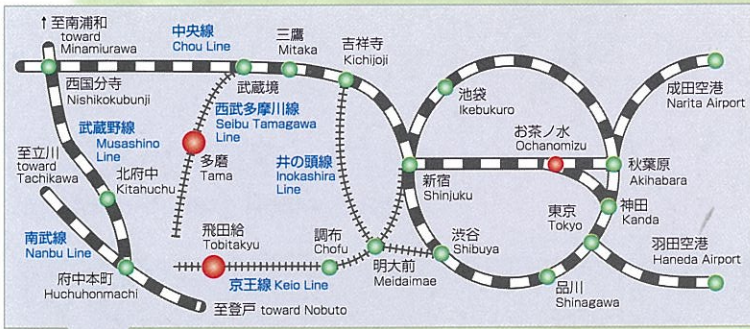 ↑至南浦和
toward
Minamiurawa
中央線
Chou Line
三鷹
Mitaka
吉祥寺
Kichijoji
西国分寺
Nishikokubunji
武蔵境
池袋
Ikebukuro
成田空港
Narita Airport
武蔵野線
Musashino
Line
西武多摩川線
Seibu Tamagawa
Line
お茶ノ水
Ochanomizu
至立川
toward
Tachikawa
北府中
Kitahuchu
多磨
Tama
井の頭線
Inokashira
Line
新宿
Shinjuku
秋葉原
Akihabara
神田
Kanda
南武線
Nanbu Line
飛田給
Tobitakyu
調布
Chofu
明大前
Meidaimae
渋谷
Shibuya
東京
Tokyo
羽田空港
Haneda Airport
府中本町
Huchuhonmachi
京王線 Keio Line
品川
Shinagawa
至登戸 toward Nobuto